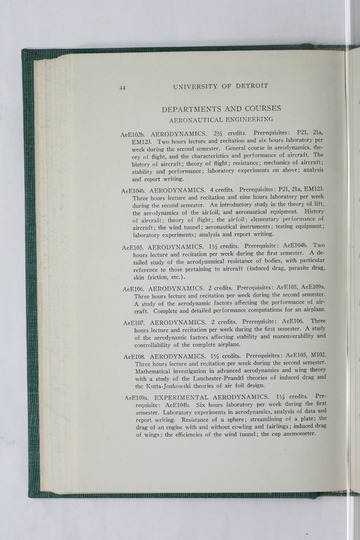 44 UNIVERSITY OF DETROIT
DEPARTMENTS AND COURSES
AERONAUTICAL ENGINEERING
AeE102b. AERODYNAMICS. 2⅔ credits. Prerequisites: P21, 21a,
EM123. Two hours lecture and recitation and six hours laboratory per
week during the second semester. General course in aerodynamics, the-
ory of flight, and the characteristics and performance of aircraft. The
history of aircraft; theory of flight; resistance; mechanics of aircraft;
stability and performance; laboratory experiments on above; analysis
and report writing.
AeE104b. AERODYNAMICS. 4 credits. Prerequisites: P21, 21a, EM123.
Three hours lecture and recitation and nine hours laboratory per week
during the second semester. An introductory study in the theory of lift,
the aerodynamics of the airfoil, and aeronautical equipment. History
of aircraft; theory of flight; the airfoil; elementary performance of
aircraft; the wind tunnel; aeronautical instruments; testing equipment;
laboratory experiments; analysis and report writing.
AeE105. AERODYNAMICS. 1⅓ credits. Prerequisite: AeE104b. Two
hours lecture and recitation per week during the first semester. A de-
tailed study of the aerodynamical resistance of bodies, with particular
reference to those pertaining to aircraft (induced drag, parasite drag,
skin friction, etc.).
AeE106. AERODYNAMICS. 2 credits. Prerequisites: AeE105, AeE109a.
Three hours lecture and recitation per week during the second semester.
A study of the aerodynamic factors affecting the performance of air-
craft. Complete and detailed performance computations for an airplane.
AeE107. AERODYNAMICS. 2 credits. Prerequisite: AeE106. Three
hours lecture and recitation per week during the first semester. A study
of the aerodynamic factors affecting stability and maneuverability and
controllability of the complete airplane.
AeE108. AERODYNAMICS. 1⅓ credits. Prerequisites: AeE105, M102.
Three hours lecture and recitation per week during the second semester.
Mathematical investigation in advanced aerodynamics and wing theory
with a study of the Lanchester-Prandtl theories of induced drag and
the Kutta-Joukowski theories of air foil design.
AeE109a. EXPERIMENTAL AERODYNAMICS. 1⅓ credits. Pre-
requisite: AeE104b. Six hours laboratory per week during the first
semester. Laboratory experiments in aerodynamics, analysis of data and
report writing. Resistance of a sphere; streamlining of a plate; the
drag of an engine with and without cowling and fairlings; induced drag
of wings; the efficiencies of the wind tunnel; the cup anemometer.